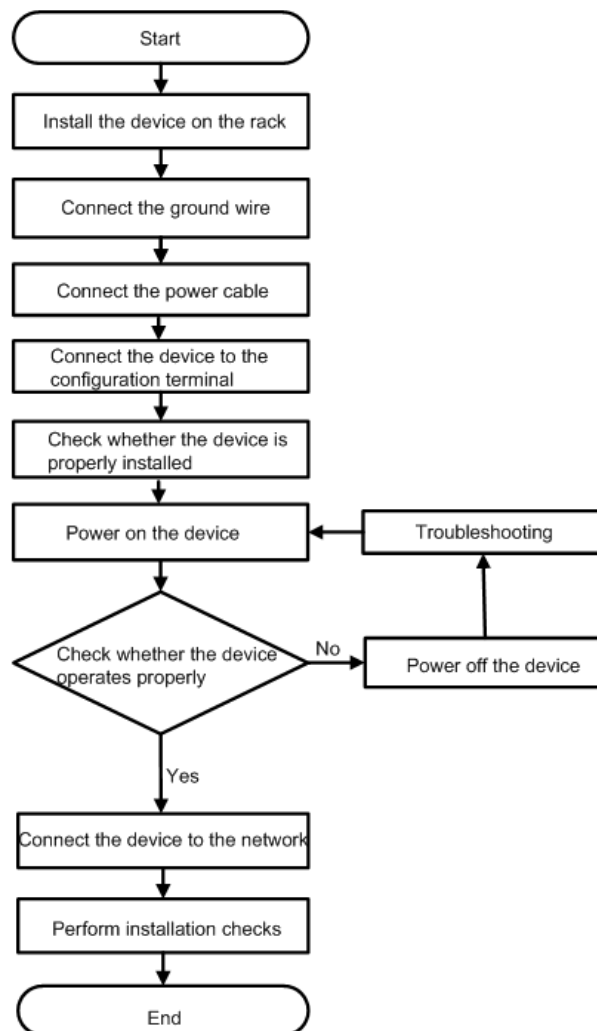 Start
Install the device on the rack
Connect the ground wire
Connect the power cable
Connect the device to the
configuration terminal
Check whether the device is
properly installed
Power on the device
Troubleshooting
Check whether the device
operates properly
No
Power off the device
Yes
Connect the device to the network
Perform installation checks
End